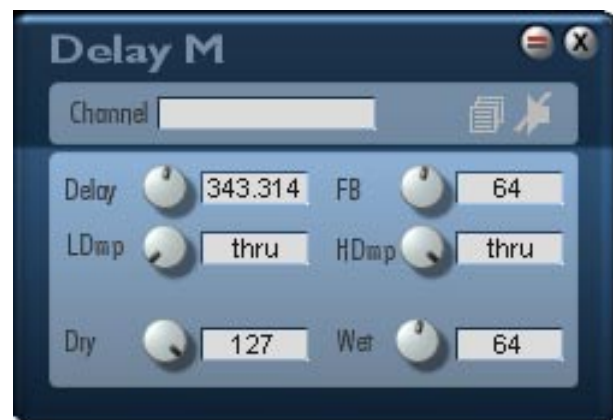 Delay M
X
Channel
Delay 343.314 FB 64
LDmp thru HDmp thru
Dry 127 Wet 64